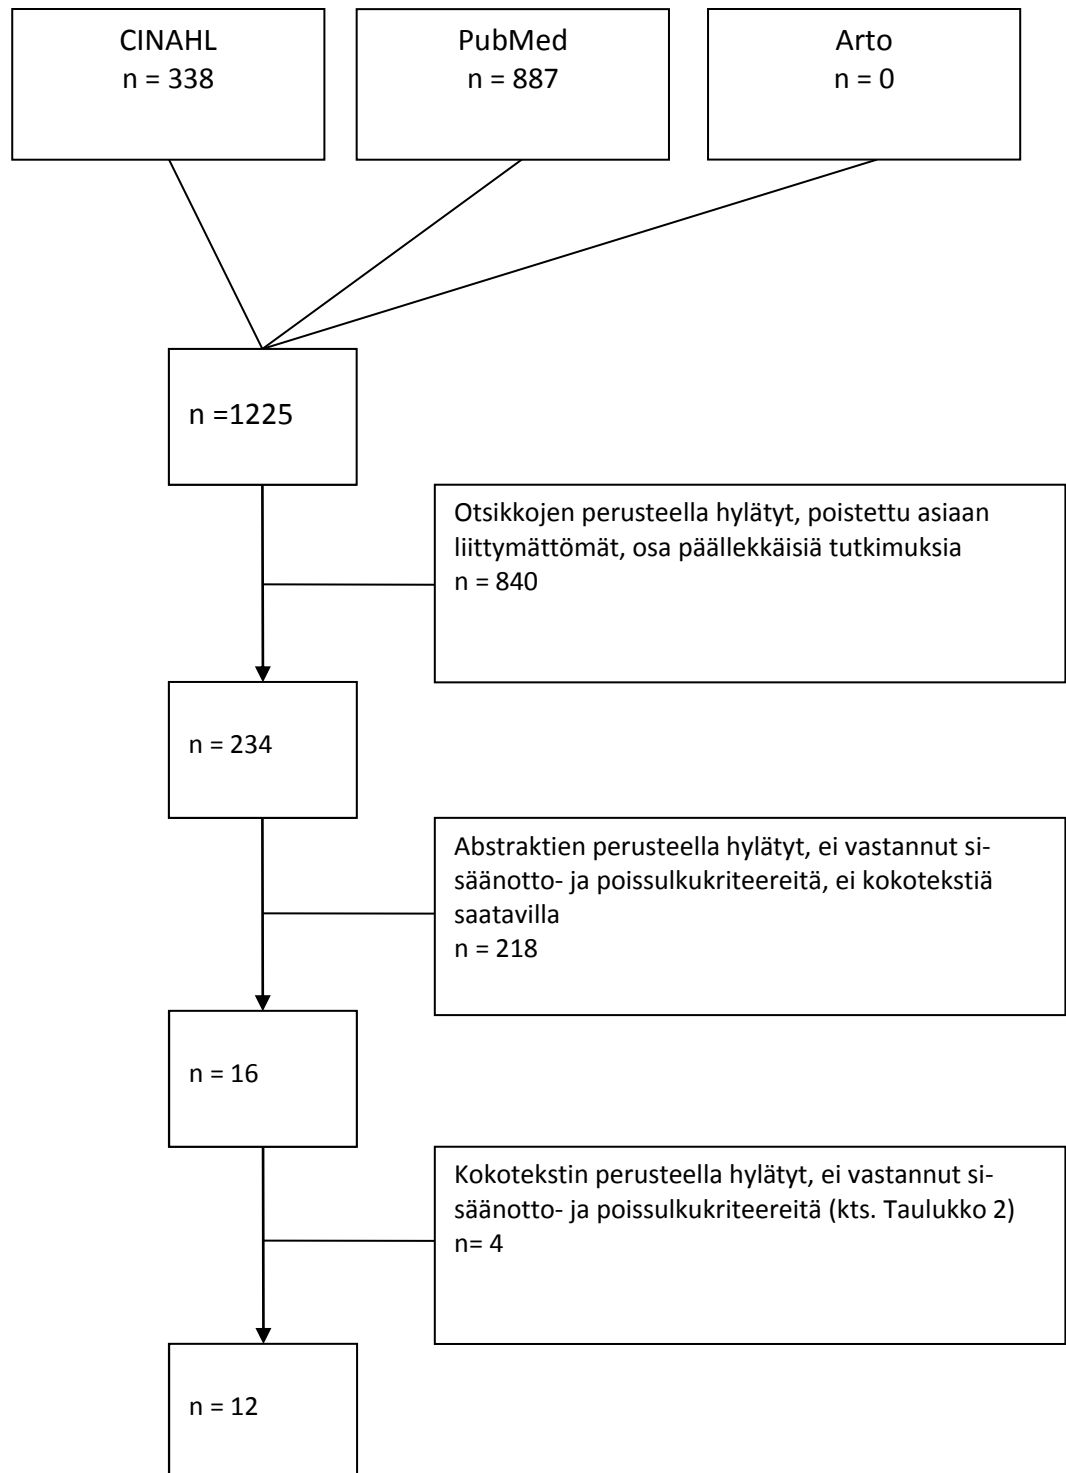 CINAHL
n = 338
PubMed
n = 887
Arto
n = 0
n =1225
Otsikkojen perusteella hylätyt, poistettu asiaan
liittymättömät, osa päällekkäisiä tutkimuksia
n = 840
n = 234
Abstraktien perusteella hylätyt, ei vastannut si-
säänotto- ja poissulkukriteereitä, ei kokotekstiä
saatavilla
n = 218
n = 16
Kokotekstin perusteella hylätyt, ei vastannut si-
säänotto- ja poissulkukriteereitä (kts. Taulukko 2)
n= 4
n = 12